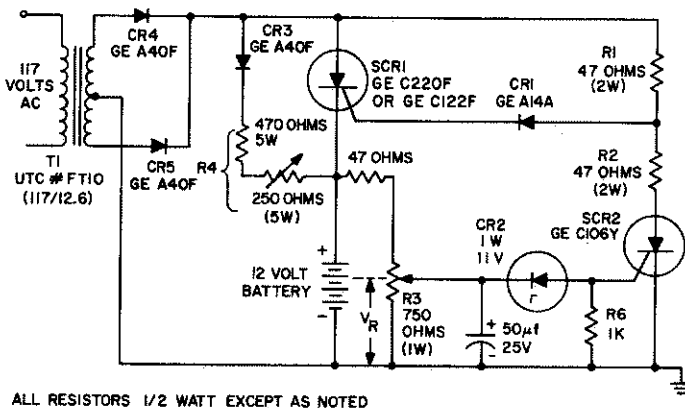 117
VOLTS
AC
T1
UTC #FT10
(117/12.6)
CR4
GE A40F
CR5
GE A40F
CR3
GE A40F
R4
470 OHMS
5W
250 OHMS
(5W)
47 OHMS
SCR1
GE C220F
OR GE C122F
CR1
GE A14A
R1
47 OHMS
(2W)
R2
47 OHMS
(2W)
SCR2
GE C106Y
CR2
1W
11V
r
12 VOLT
BATTERY
+
-
VR
R3
750
OHMS
(1W)
+
50µf
25V
-
R6
1K
ALL RESISTORS 1/2 WATT EXCEPT AS NOTED